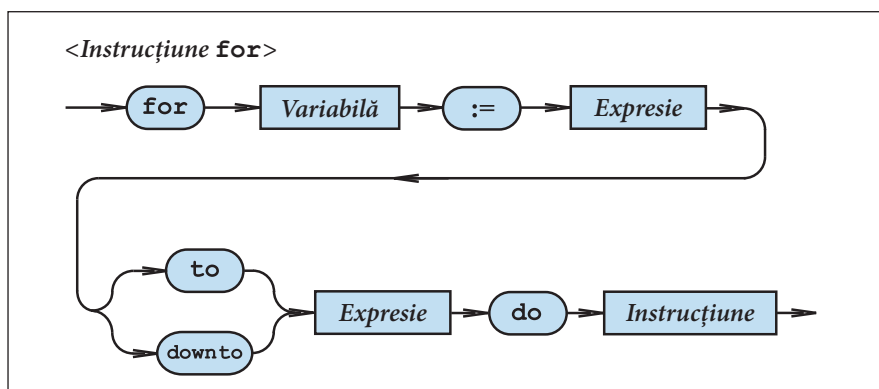 <Instrucțiune for>
for Variabilă := Expresie
to
downto
Expresie do Instrucțiune